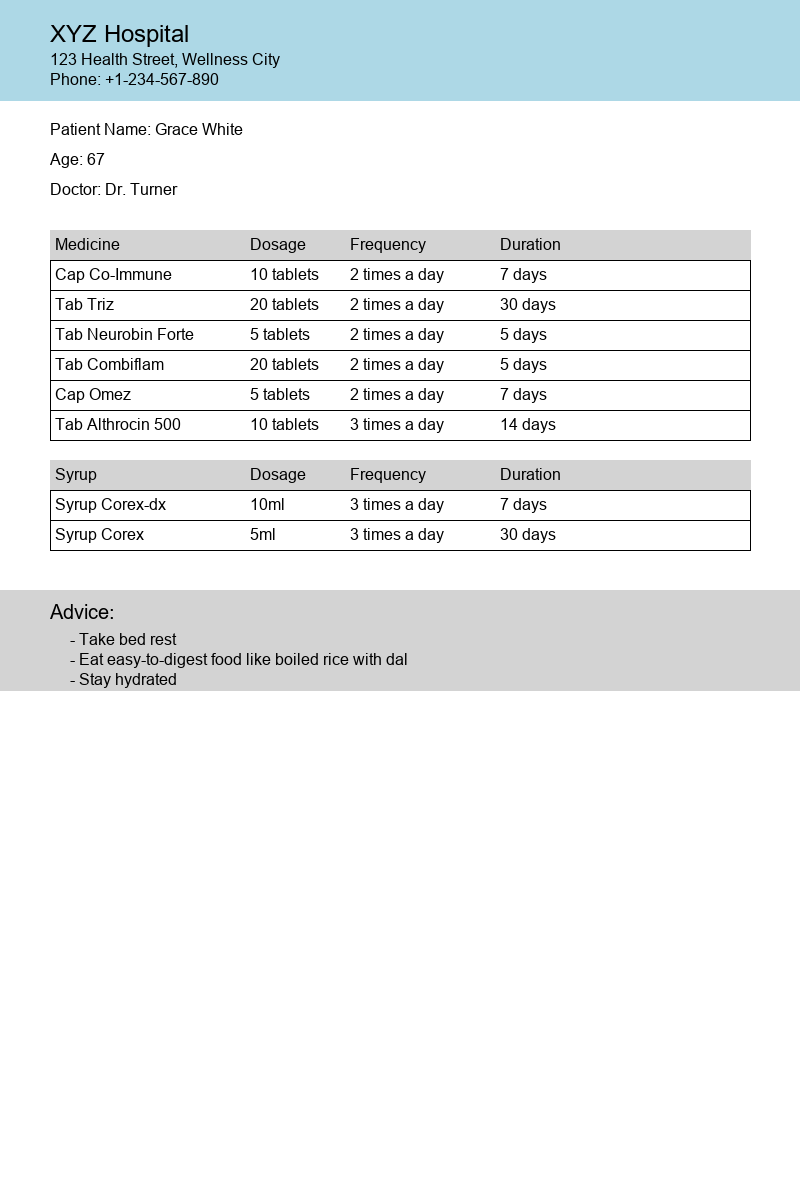 XYZ Hospital
123 Health Street, Wellness City
Phone: +1-234-567-890
Patient Name: Grace White
Age: 67
Doctor: Dr. Turner
Medicine Dosage Frequency Duration
Cap Co-Immune 10 tablets 2 times a day 7 days
Tab Triz 20 tablets 2 times a day 30 days
Tab Neurobin Forte 5 tablets 2 times a day 5 days
Tab Combiflam 20 tablets 2 times a day 5 days
Cap Omez 5 tablets 2 times a day 7 days
Tab Althrocin 500 10 tablets 3 times a day 14 days
Syrup Dosage Frequency Duration
Syrup Corex-dx 10ml 3 times a day 7 days
Syrup Corex 5ml 3 times a day 30 days
Advice:
- Take bed rest
- Eat easy-to-digest food like boiled rice with dal
- Stay hydrated